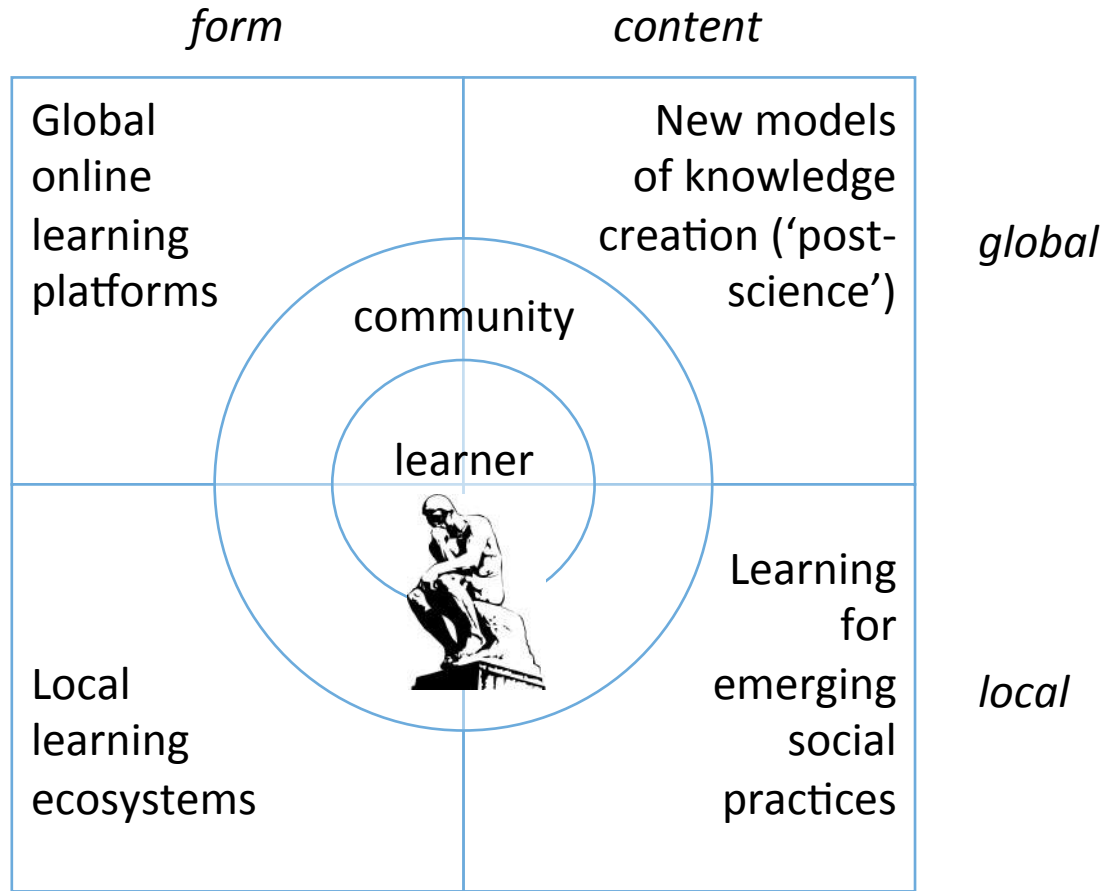 form
content
Global
online
learning
platforms
New models
of knowledge
creation (‘post-
science’)
global
community
learner
Local
learning
ecosystems
Learning
for
emerging
social
practices
local